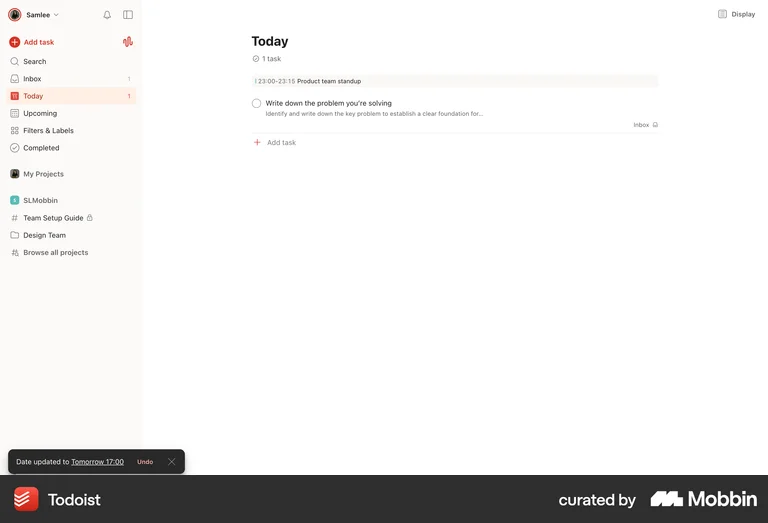 Samlee
Add task
Search
Inbox 1
Today 1
Upcoming
Filters & Labels
Completed
My Projects
S SLMobbin
# Team Setup Guide
Design Team
Browse all projects
Display
Today
1 task
23:00-23:15 Product team standup
Write down the problem you're solving
Identify and write down the key problem to establish a clear foundation for...
Inbox
+ Add task
Date updated to Tomorrow 17:00 Undo
Todoist
curated by Mobbin